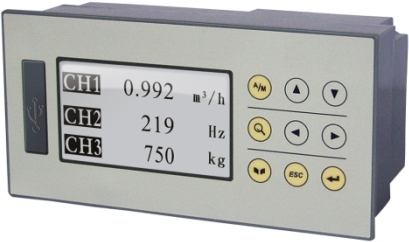 CH1 0.992 m³/h
CH2 219 Hz
CH3 750 kg
A/M
ESC